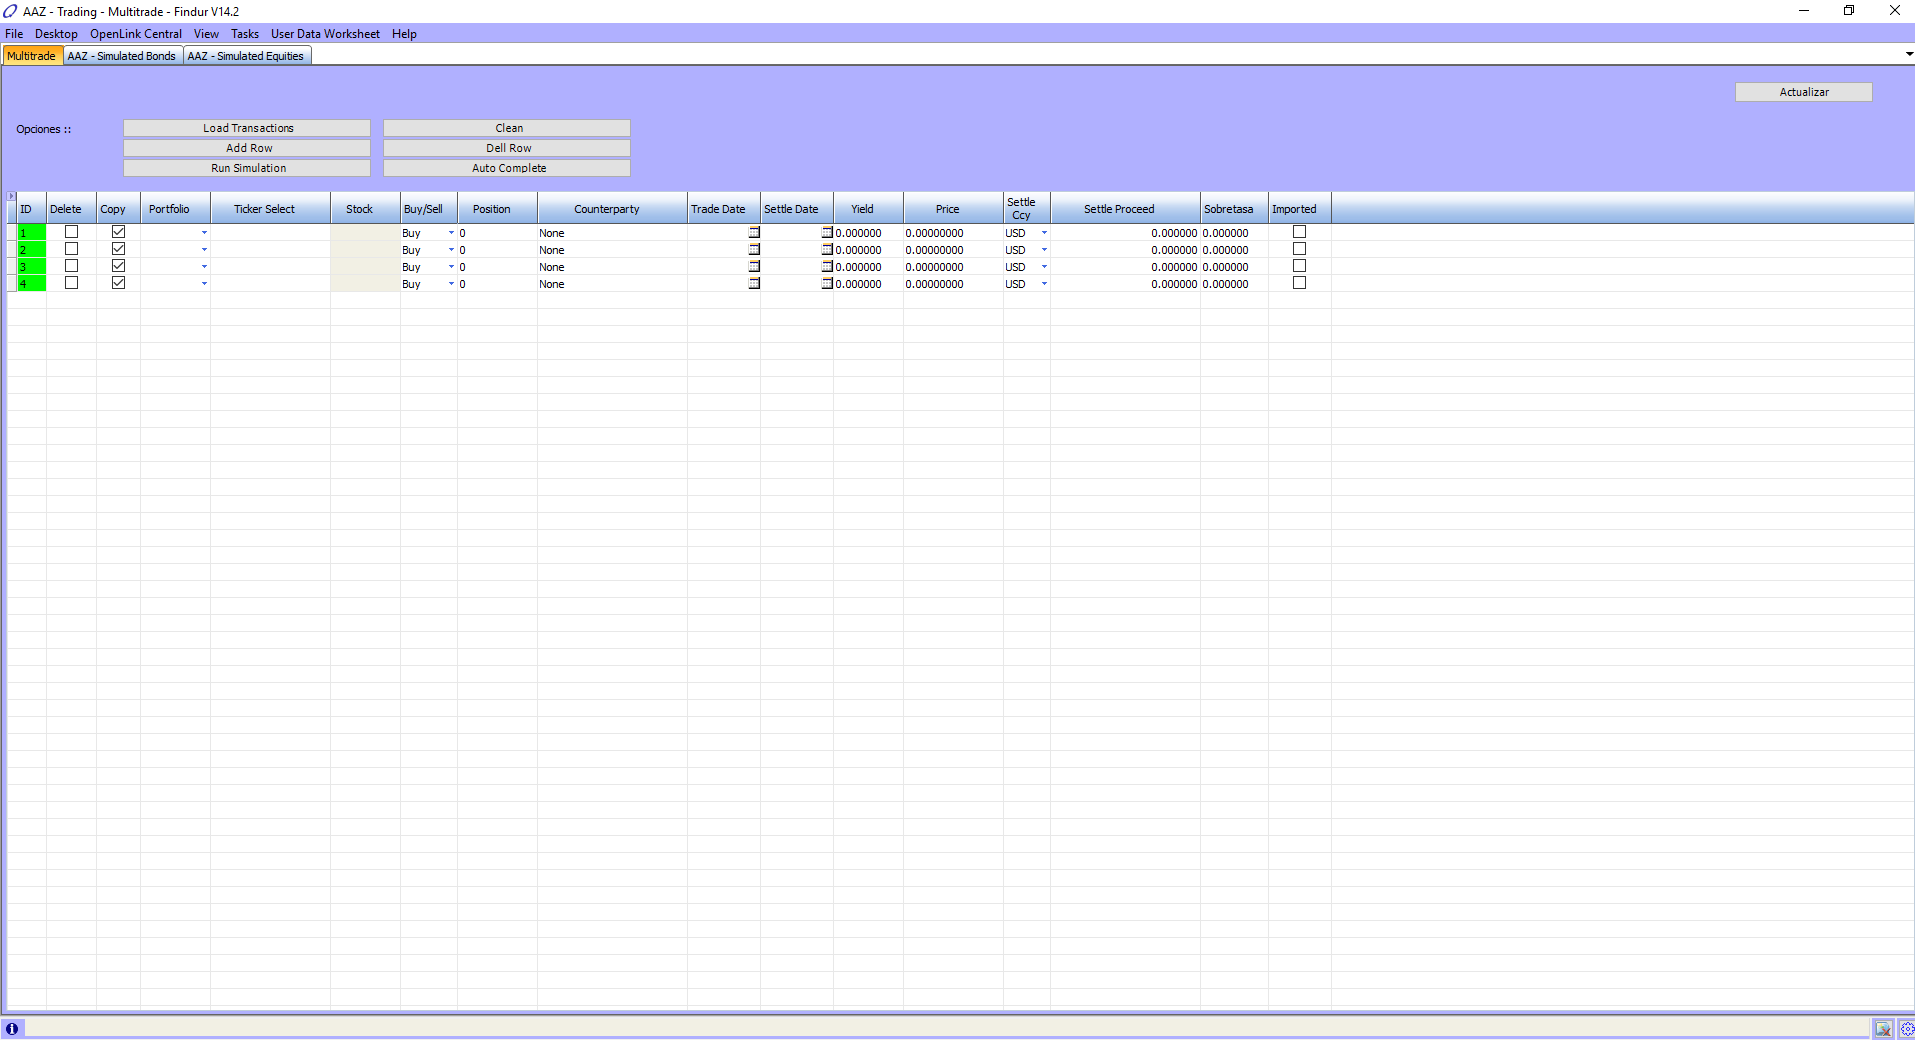 AAZ - Trading - Multitrade - Findur V14.2
File Desktop OpenLink Central View Tasks User Data Worksheet Help
Multitrade AAZ - Simulated Bonds AAZ - Simulated Equities
Actualizar
Opciones ::
Load Transactions Clean
Add Row Dell Row
Run Simulation Auto Complete
ID Delete Copy Portfolio Ticker Select Stock Buy/Sell Position Counterparty Trade Date Settle Date Yield Price Settle Ccy Settle Proceed Sobretasa Imported
1 Buy 0 None 0.000000 0.00000000 USD 0.000000 0.000000
2 Buy 0 None 0.000000 0.00000000 USD 0.000000 0.000000
3 Buy 0 None 0.000000 0.00000000 USD 0.000000 0.000000
4 Buy 0 None 0.000000 0.00000000 USD 0.000000 0.000000